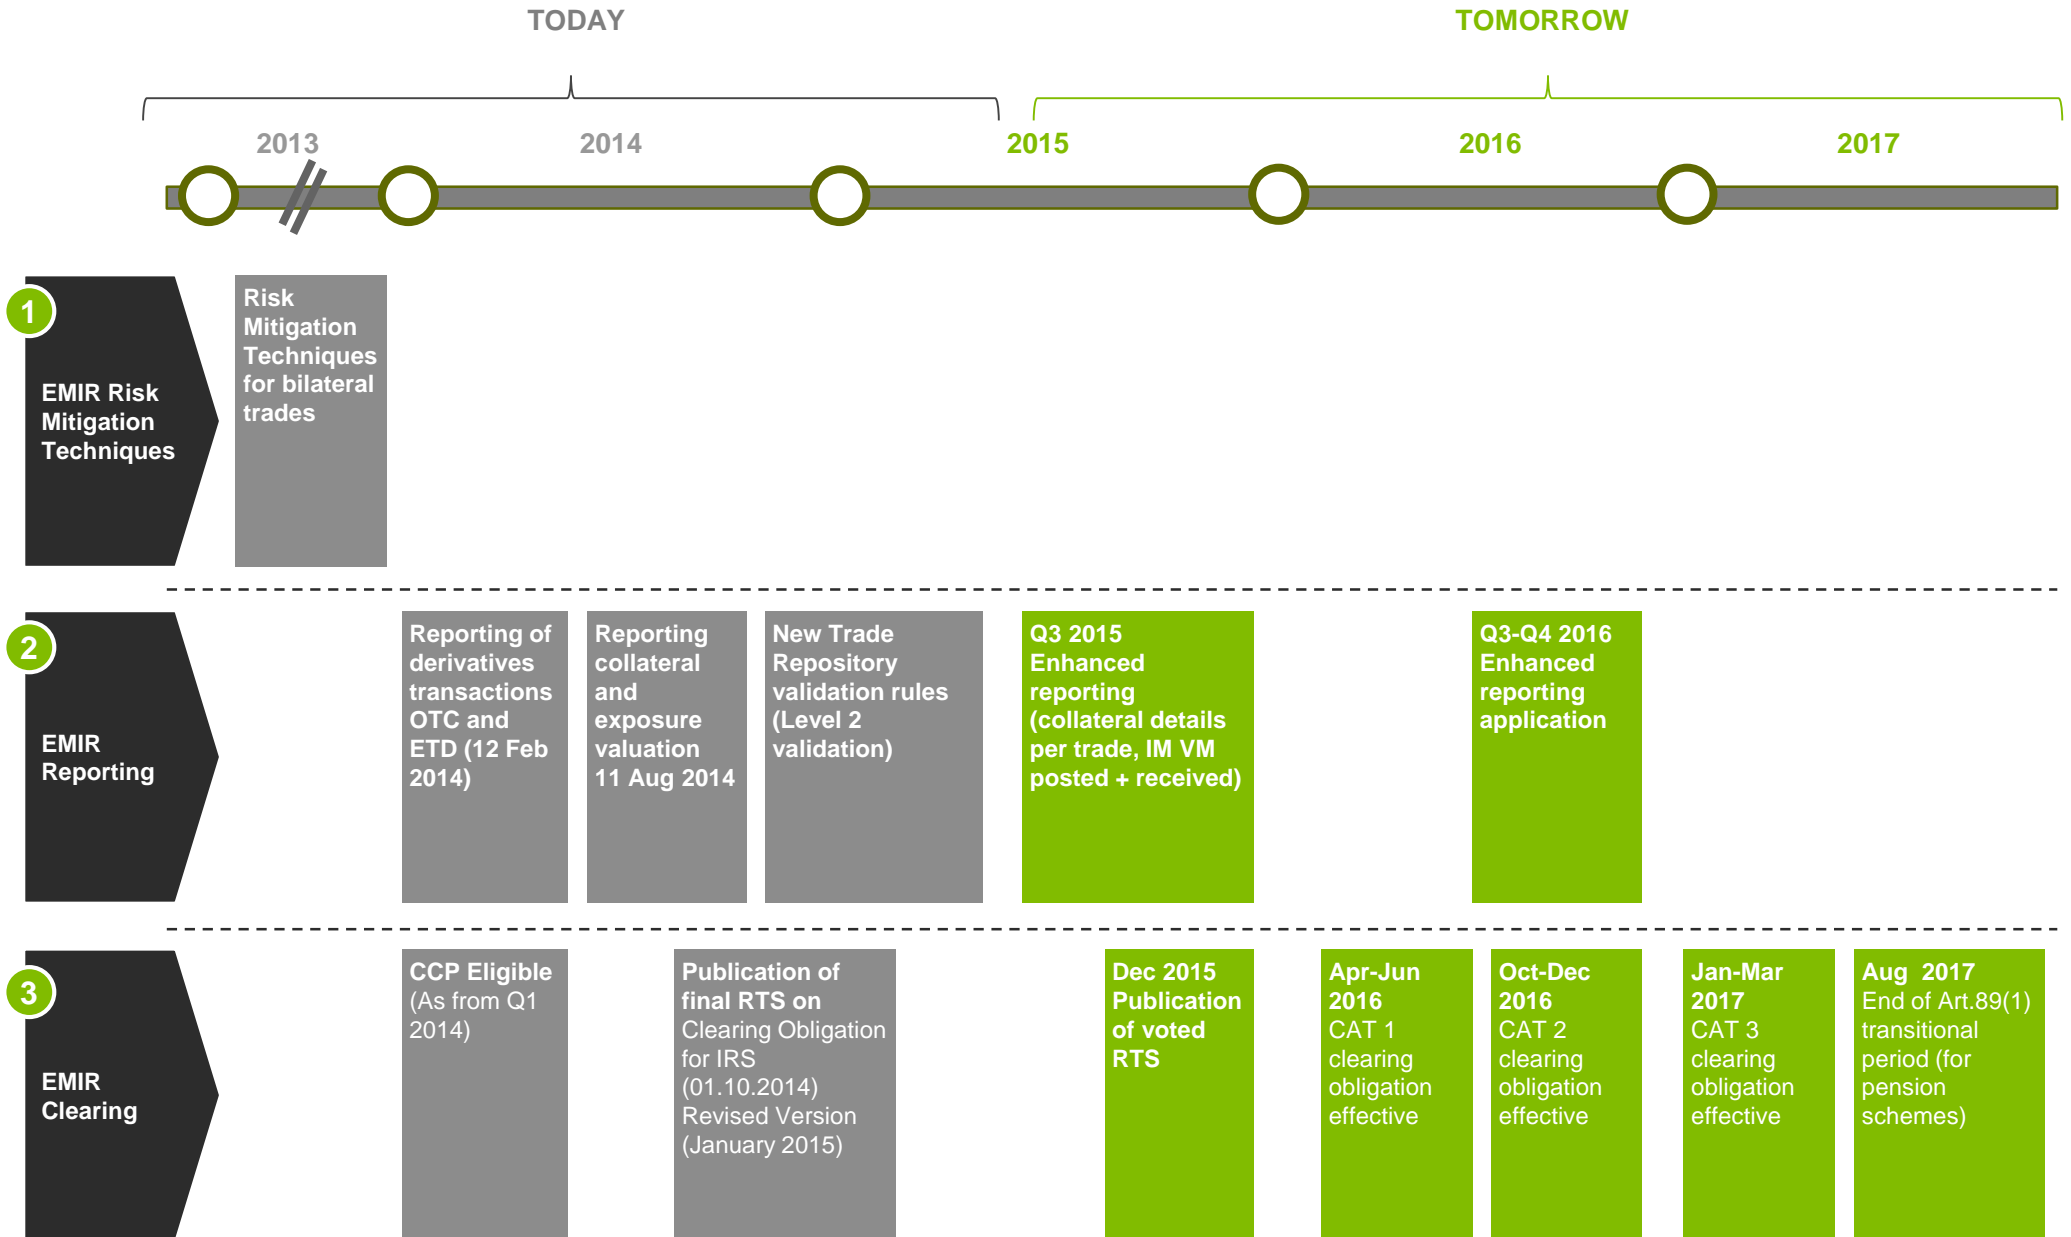 TODAY
TOMORROW
2013
2014
2015
2016
2017
1
EMIR Risk
Mitigation
Techniques
Risk
Mitigation
Techniques
for bilateral
trades
2
EMIR
Reporting
Reporting of
derivatives
transactions
OTC and
ETD (12 Feb
2014)
Reporting
collateral
and
exposure
valuation
11 Aug 2014
New Trade
Repository
validation rules
(Level 2
validation)
Q3 2015
Enhanced
reporting
(collateral details
per trade, IM VM
posted + received)
Q3-Q4 2016
Enhanced
reporting
application
3
EMIR
Clearing
CCP Eligible
(As from Q1
2014)
Publication of
final RTS on
Clearing Obligation
for IRS
(01.10.2014)
Revised Version
(January 2015)
Dec 2015
Publication
of voted
RTS
Apr-Jun
2016
CAT 1
clearing
obligation
effective
Oct-Dec
2016
CAT 2
clearing
obligation
effective
Jan-Mar
2017
CAT 3
clearing
obligation
effective
Aug  2017
End of Art.89(1)
transitional
period (for
pension
schemes)